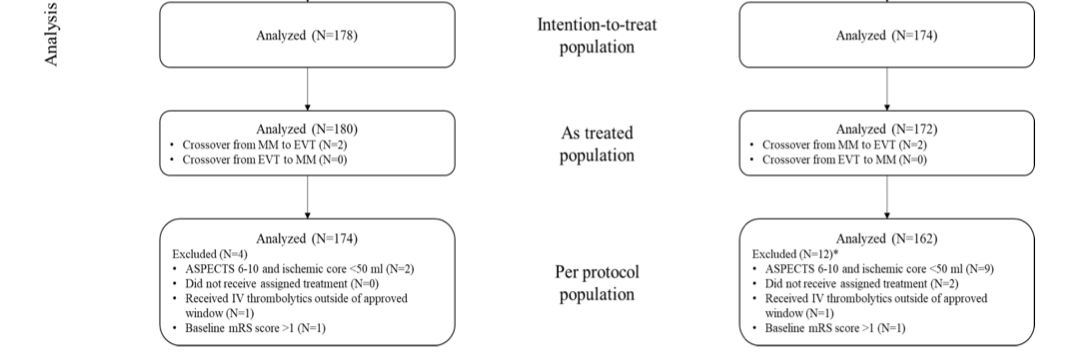 Analysis
Analyzed (N=178)
Intention-to-treat
population
Analyzed (N=174)
Analyzed (N=180)
• Crossover from MM to EVT (N=2)
• Crossover from EVT to MM (N=0)
As treated
population
Analyzed (N=172)
• Crossover from MM to EVT (N=2)
• Crossover from EVT to MM (N=0)
Analyzed (N=174)
Excluded (N=4)
• ASPECTS 6-10 and ischemic core <50 ml (N=2)
• Did not receive assigned treatment (N=0)
• Received IV thrombolytics outside of approved
window (N=1)
• Baseline mRS score >1 (N=1)
Per protocol
population
Analyzed (N=162)
Excluded (N=12)*
• ASPECTS 6-10 and ischemic core <50 ml (N=9)
• Did not receive assigned treatment (N=2)
• Received IV thrombolytics outside of approved
window (N=1)
• Baseline mRS score >1 (N=1)